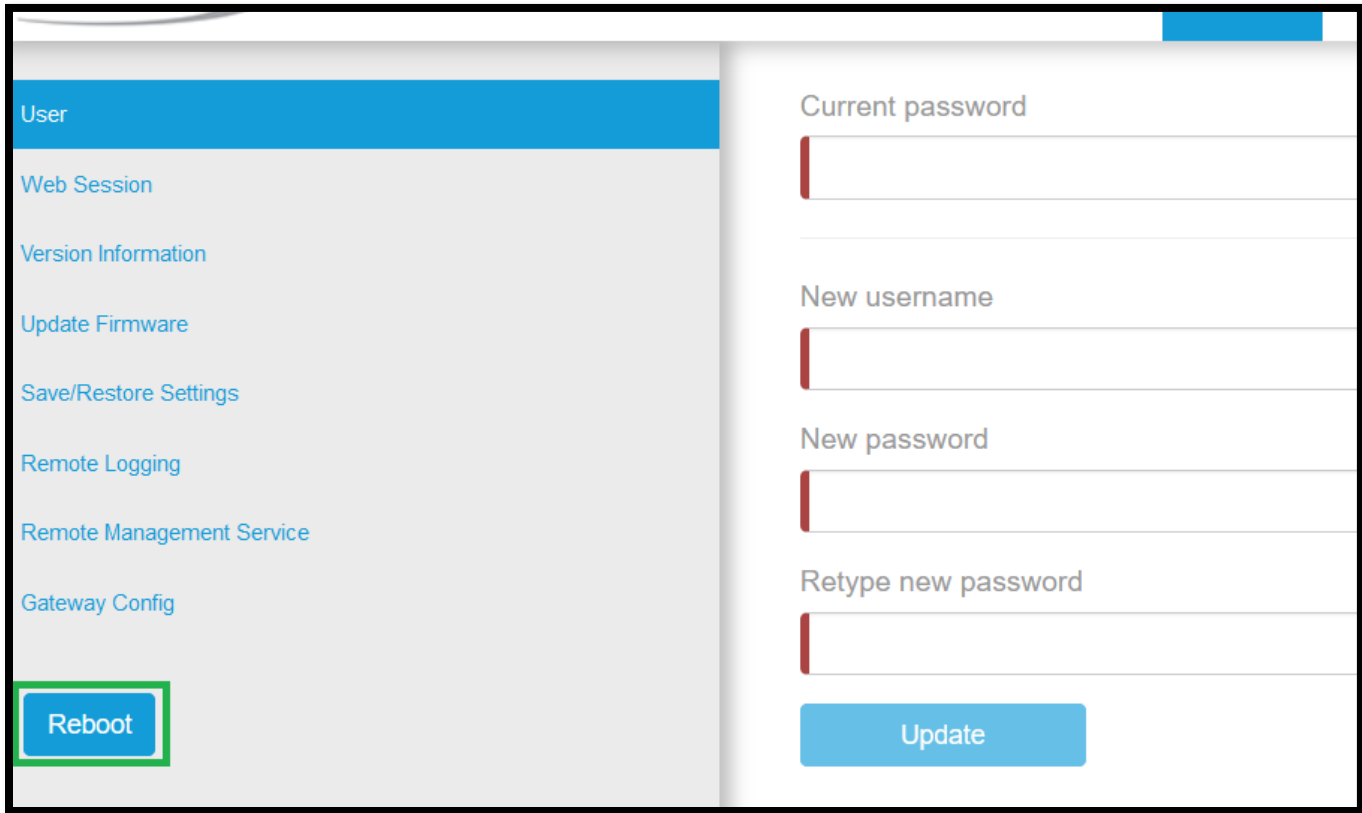 User
Web Session
Version Information
Update Firmware
Save/Restore Settings
Remote Logging
Remote Management Service
Gateway Config
Reboot
Current password
New username
New password
Retype new password
Update